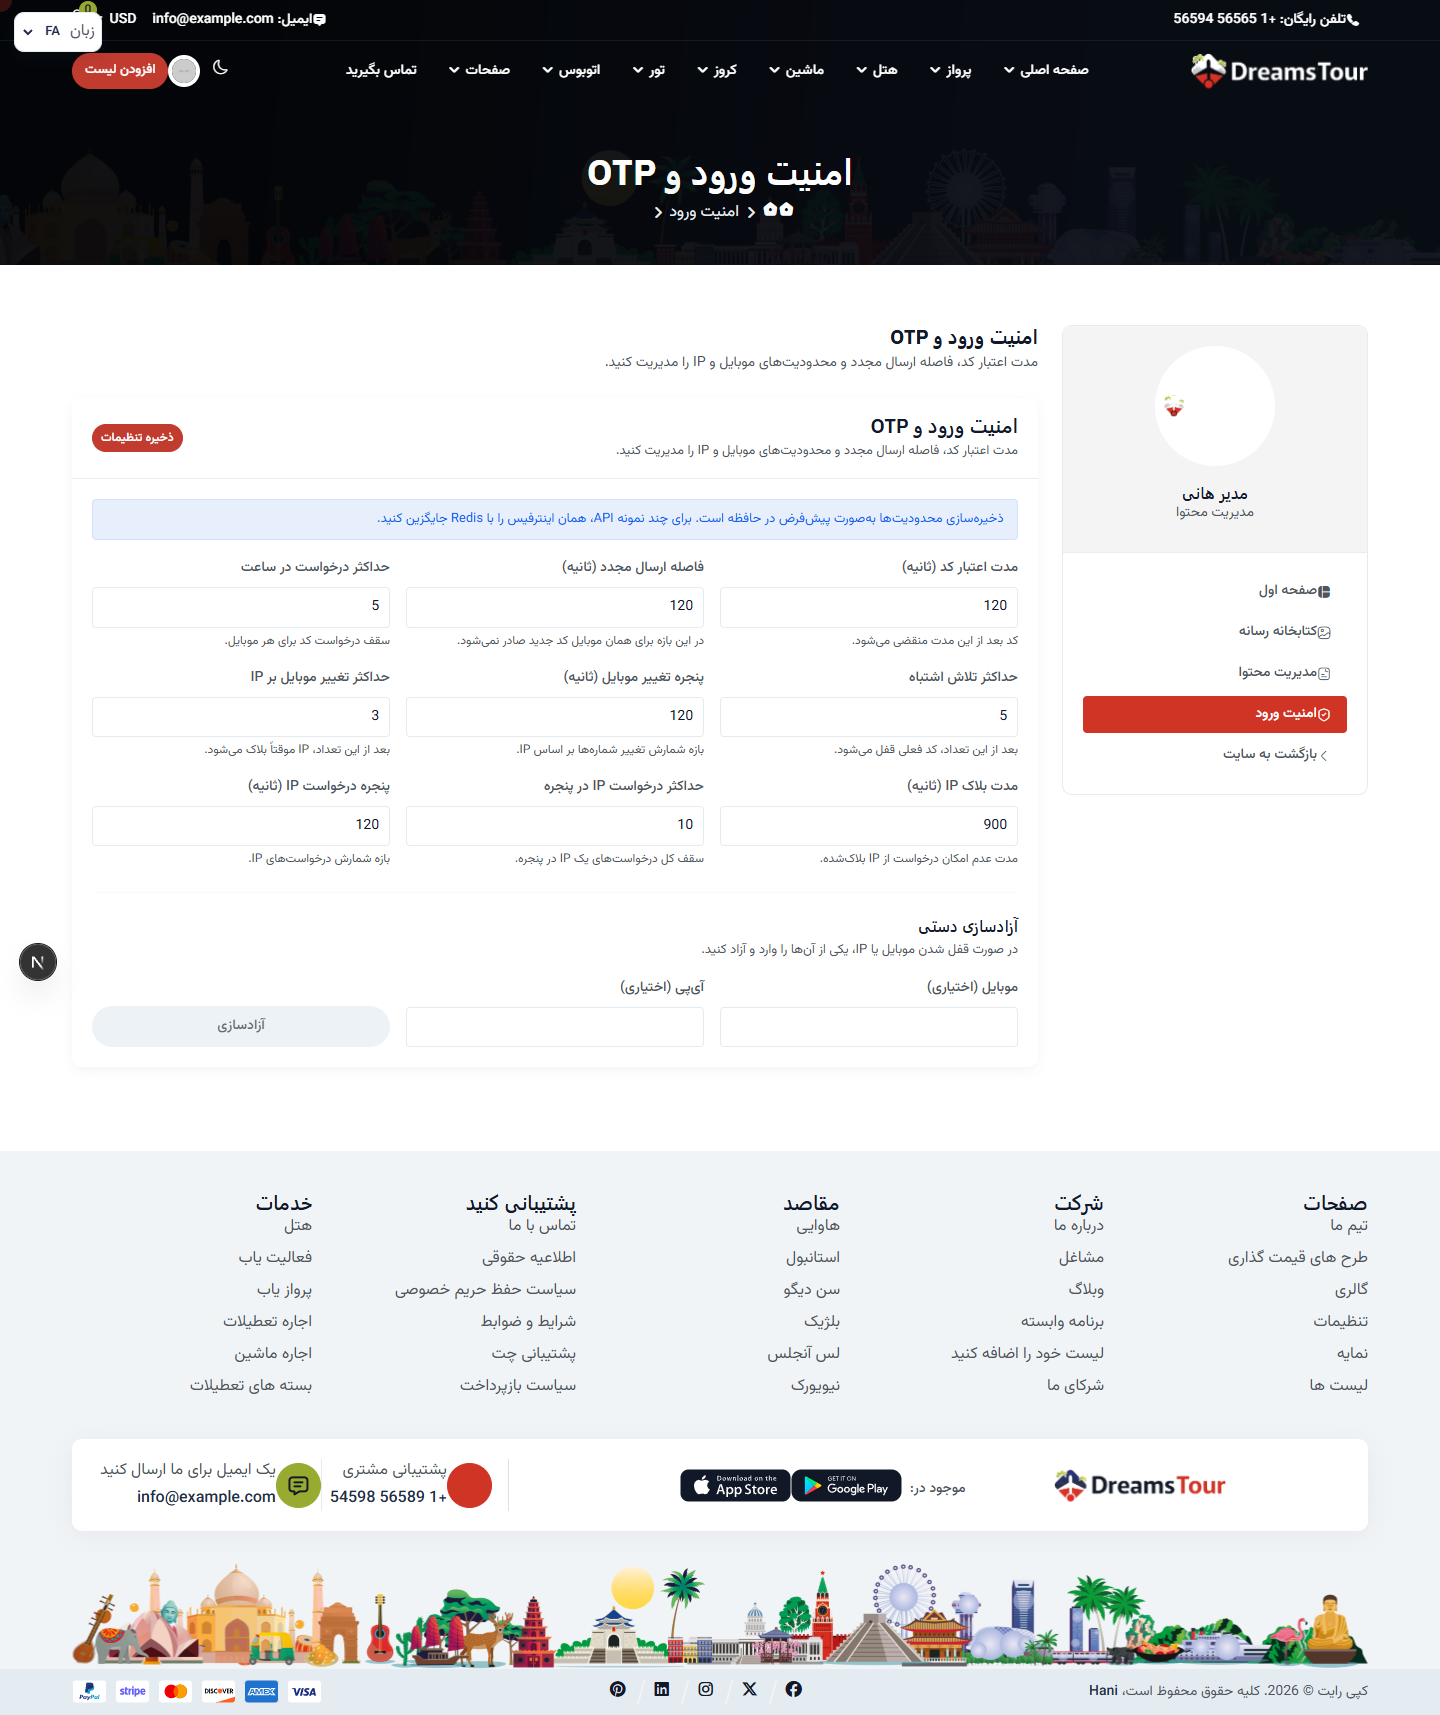 تلفن رایگان: +1 56565 56594
ایمیل: info@example.com
USD
0
زبان FA
DreamsTour
صفحه اصلی
پرواز
هتل
ماشین
کروز
تور
اتوبوس
صفحات
تماس بگیرید
افزودن لیست
امنیت ورود و OTP
امنیت ورود
مدیر هانی
مدیریت محتوا
صفحه اول
کتابخانه رسانه
مدیریت محتوا
امنیت ورود
بازگشت به سایت
امنیت ورود و OTP
مدت اعتبار کد، فاصله ارسال مجدد و محدودیت‌های موبایل و IP را مدیریت کنید.
امنیت ورود و OTP
مدت اعتبار کد، فاصله ارسال مجدد و محدودیت‌های موبایل و IP را مدیریت کنید.
ذخیره تنظیمات
ذخیره‌سازی محدودیت‌ها به‌صورت پیش‌فرض در حافظه است. برای چند نمونه API، همان اینترفیس را با Redis جایگزین کنید.
مدت اعتبار کد (ثانیه)
120
کد بعد از این مدت منقضی می‌شود.
فاصله ارسال مجدد (ثانیه)
120
در این بازه برای همان موبایل کد جدید صادر نمی‌شود.
حداکثر درخواست در ساعت
5
سقف درخواست کد برای هر موبایل.
حداکثر تلاش اشتباه
5
بعد از این تعداد، کد فعلی قفل می‌شود.
پنجره تغییر موبایل (ثانیه)
120
بازه شمارش تغییر شماره‌ها بر اساس IP.
حداکثر تغییر موبایل بر IP
3
بعد از این تعداد، IP موقتاً بلاک می‌شود.
مدت بلاک IP (ثانیه)
900
مدت عدم امکان درخواست از IP بلاک‌شده.
حداکثر درخواست IP در پنجره
10
سقف کل درخواست‌های یک IP در پنجره.
پنجره درخواست IP (ثانیه)
120
بازه شمارش درخواست‌های IP.
آزادسازی دستی
در صورت قفل شدن موبایل یا IP، یکی از آن‌ها را وارد و آزاد کنید.
موبایل (اختیاری)
آی‌پی (اختیاری)
آزادسازی
N
صفحات
تیم ما
طرح های قیمت گذاری
گالری
تنظیمات
نمایه
لیست ها
شرکت
درباره ما
مشاغل
وبلاگ
برنامه وابسته
لیست خود را اضافه کنید
شرکای ما
مقاصد
هاوایی
استانبول
سن دیگو
بلژیک
لس آنجلس
نیویورک
پشتیبانی کنید
تماس با ما
اطلاعیه حقوقی
سیاست حفظ حریم خصوصی
شرایط و ضوابط
پشتیبانی چت
سیاست بازپرداخت
خدمات
هتل
فعالیت یاب
پرواز یاب
اجاره تعطیلات
اجاره ماشین
بسته های تعطیلات
DreamsTour
موجود در:
GET IT ON
Google Play
Download on the
App Store
پشتیبانی مشتری
+1 56589 54598
یک ایمیل برای ما ارسال کنید
info@example.com
کپی رایت © 2026. کلیه حقوق محفوظ است، Hani
VISA
AMEX
DISCOVER
stripe
PayPal